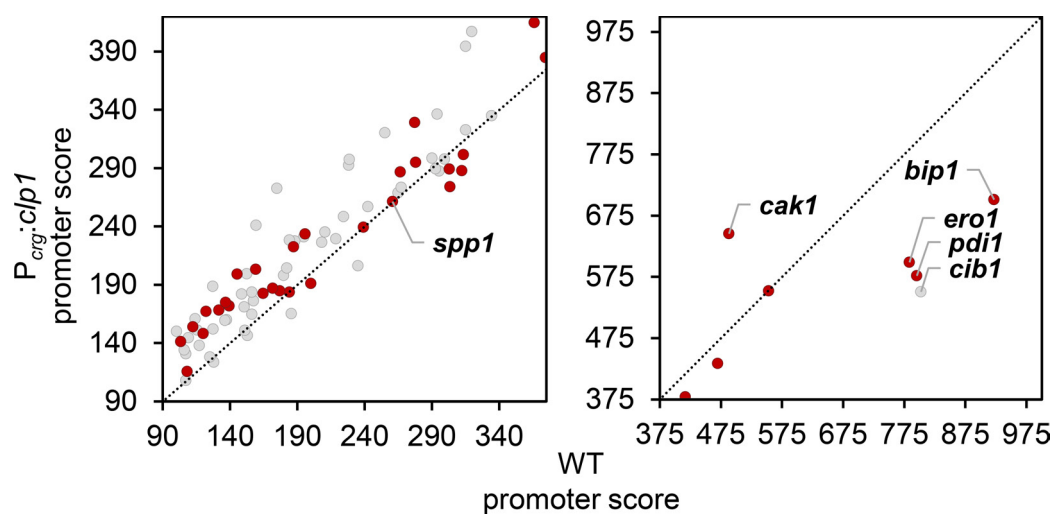 P_crg:clp1
promoter score
390
340
290
240
190
140
90
90 140 190 240 290 340
spp1
975
875
775
675
575
475
375
375 475 575 675 775 875 975
cak1
bip1
ero1
pdi1
cib1
WT
promoter score